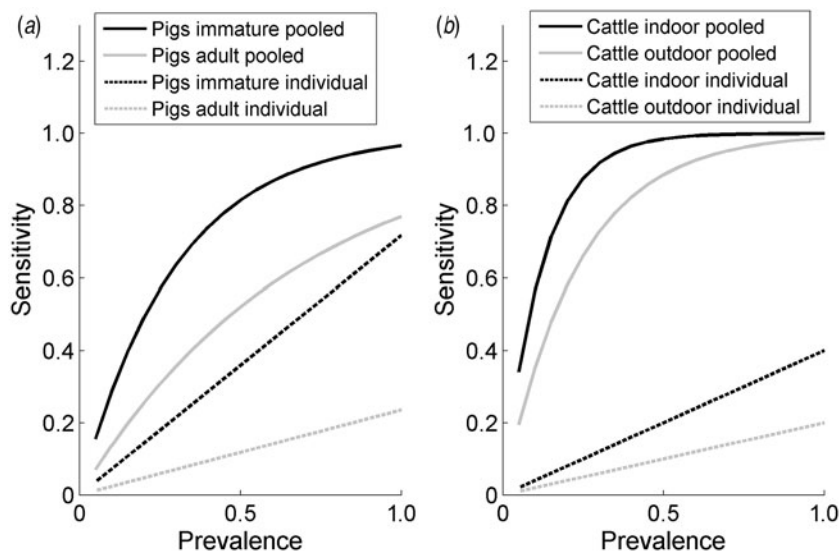 (a)
Pigs immature pooled
Pigs adult pooled
Pigs immature individual
Pigs adult individual
1.2
1.0
0.8
0.6
0.4
0.2
0
Sensitivity
0.5
1.0
Prevalence
(b)
Cattle indoor pooled
Cattle outdoor pooled
Cattle indoor individual
Cattle outdoor individual
1.2
1.0
0.8
0.6
0.4
0.2
0
Sensitivity
0
0.5
1.0
Prevalence